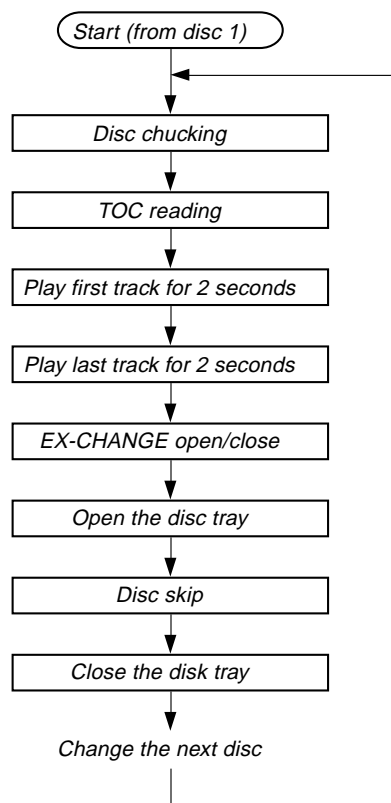 Start (from disc 1)
Disc chucking
TOC reading
Play first track for 2 seconds
Play last track for 2 seconds
EX-CHANGE open/close
Open the disc tray
Disc skip
Close the disk tray
Change the next disc